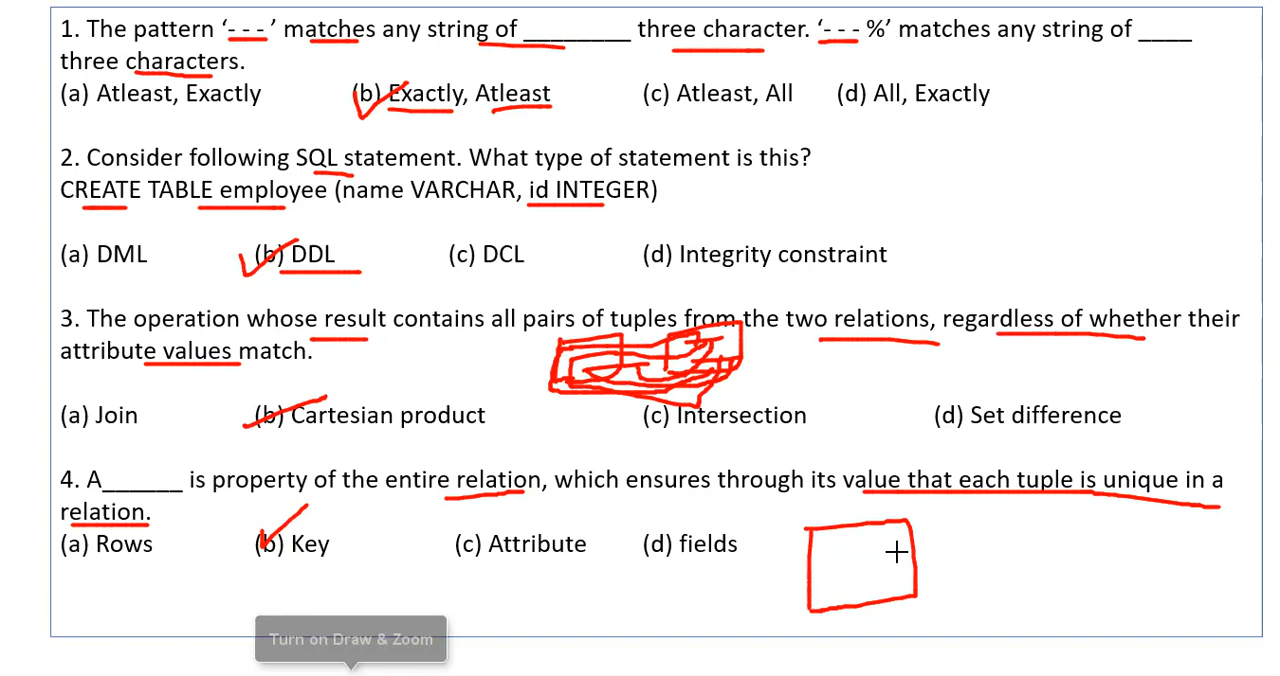 1. The pattern ‘- - -’ matches any string of ________ three character. ‘- - - %’ matches any string of ____
three characters.
(a) Atleast, Exactly (b) Exactly, Atleast (c) Atleast, All (d) All, Exactly
2. Consider following SQL statement. What type of statement is this?
CREATE TABLE employee (name VARCHAR, id INTEGER)
(a) DML (b) DDL (c) DCL (d) Integrity constraint
3. The operation whose result contains all pairs of tuples from the two relations, regardless of whether their
attribute values match.
(a) Join (b) Cartesian product (c) Intersection (d) Set difference
4. A______ is property of the entire relation, which ensures through its value that each tuple is unique in a
relation.
(a) Rows (b) Key (c) Attribute (d) fields
Turn on Draw & Zoom